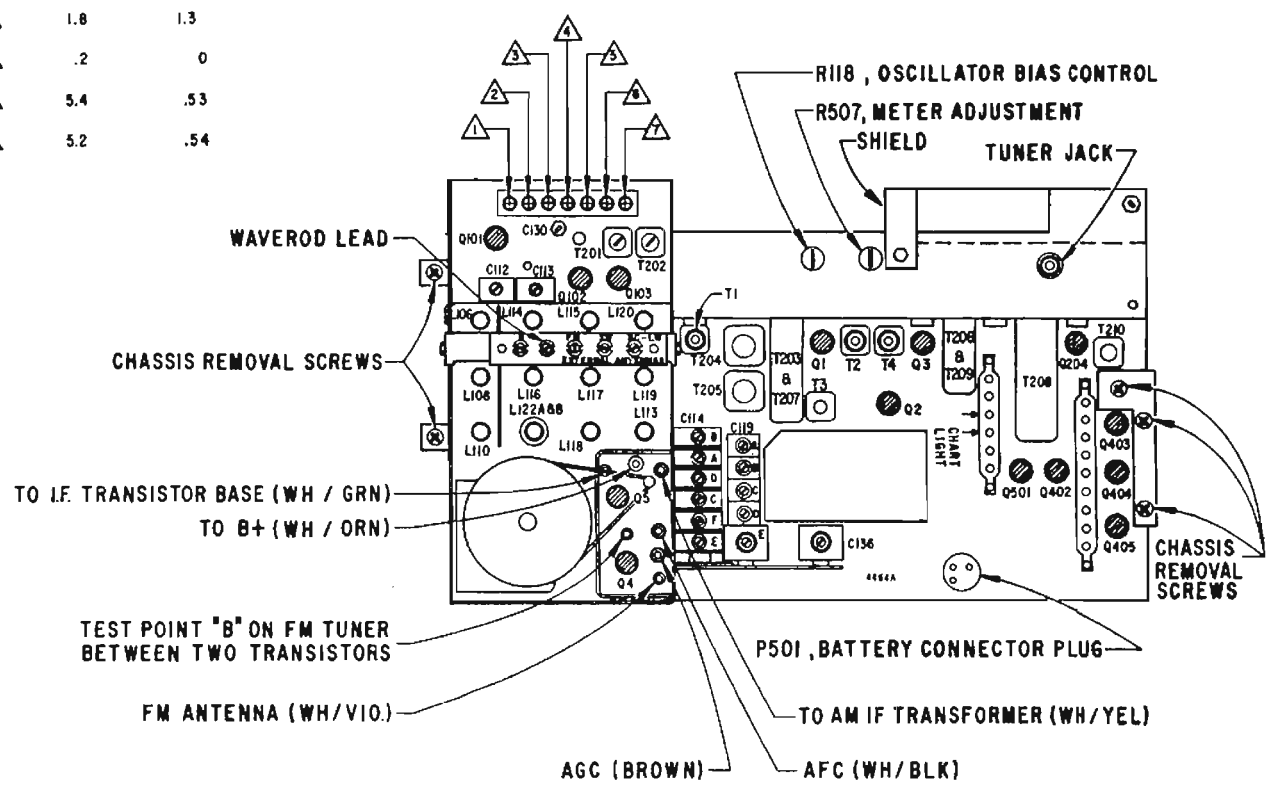 1.8 1.3
.2 0
5.4 .53
5.2 .54
4
3 5
2 6
1 7
R118, OSCILLATOR BIAS CONTROL
R507, METER ADJUSTMENT
SHIELD
TUNER JACK
WAVEROD LEAD
Q101
C130
T201
T202
C112
C113
Q102
Q103
CHASSIS REMOVAL SCREWS
L106
L114
L115
L120
T1
EXTERNAL ANTENNAS
L108
L116
L117
L119
L122A&B
L113
L110
L118
T204
T205
T203
&
T207
Q1
T2
T4
Q3
T3
Q2
T206
&
T209
T208
Q204
T210
C114
B
A
D
C
F
E
C119
C
D
E
CHART
LIGHT
Q501
Q402
Q403
Q404
Q405
C136
4464A
TO I.F. TRANSISTOR BASE (WH / GRN)
TO B+ (WH / ORN)
Q5
Q4
CHASSIS
REMOVAL
SCREWS
TEST POINT "B" ON FM TUNER
BETWEEN TWO TRANSISTORS
P501, BATTERY CONNECTOR PLUG
FM ANTENNA (WH/VIO.)
TO AM IF TRANSFORMER (WH/YEL)
AGC (BROWN)
AFC (WH/BLK)